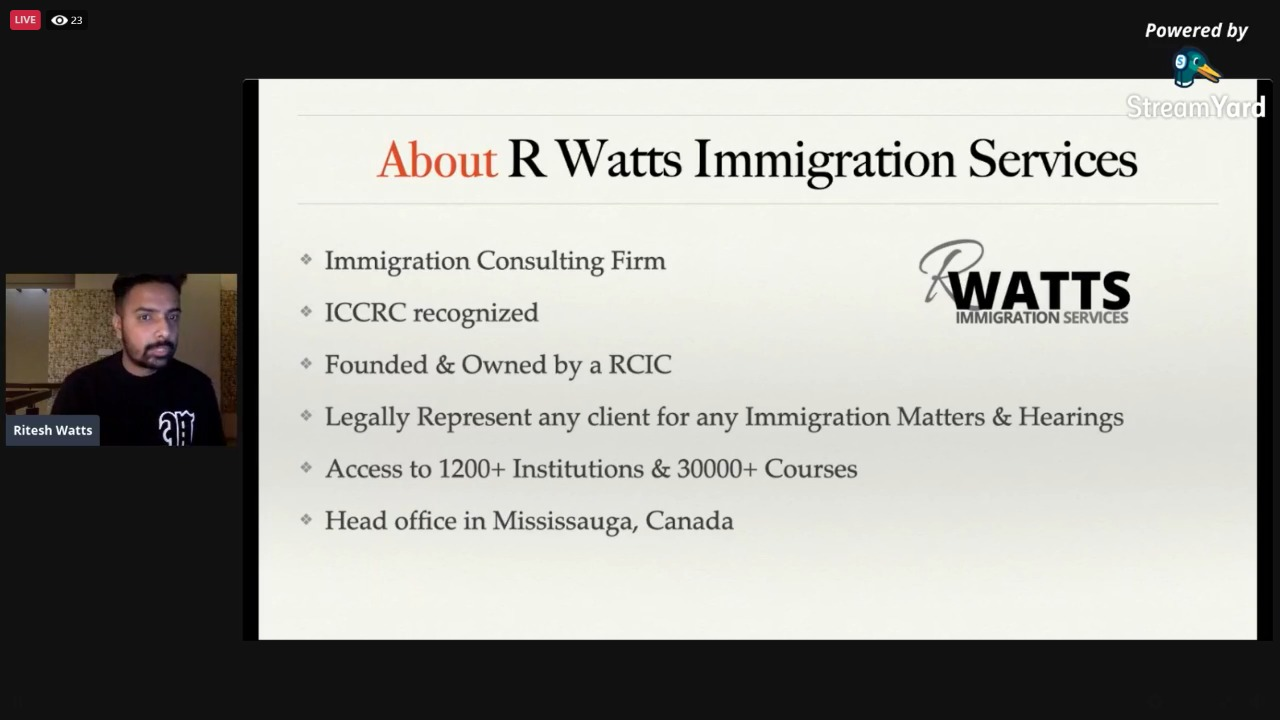 LIVE 23
Powered by
StreamYard
About R Watts Immigration Services
Immigration Consulting Firm
ICCRC recognized
Founded & Owned by a RCIC
Legally Represent any client for any Immigration Matters & Hearings
Access to 1200+ Institutions & 30000+ Courses
Head office in Mississauga, Canada
R WATTS
IMMIGRATION SERVICES
Ritesh Watts